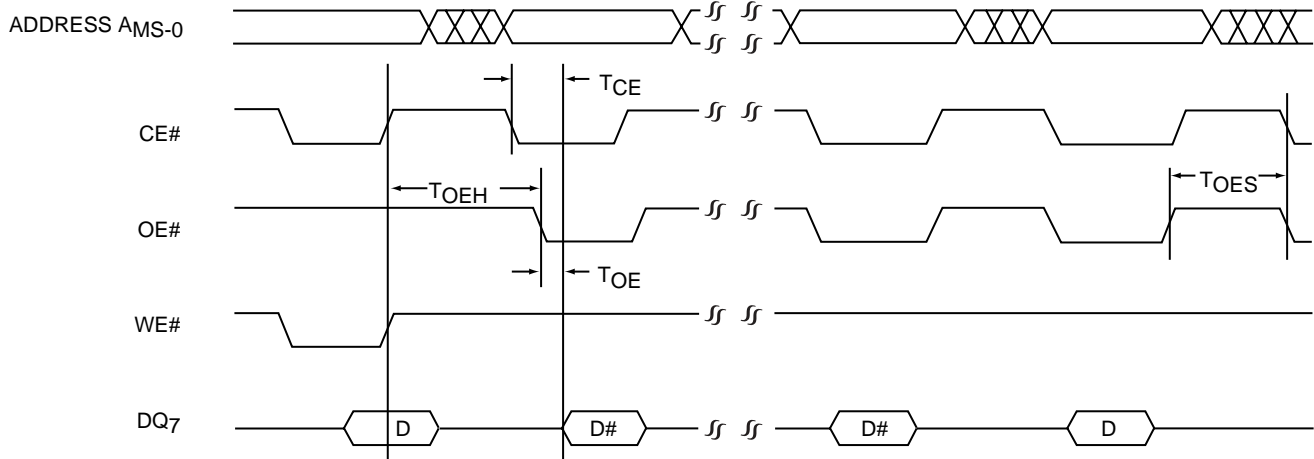 ADDRESS AMS-0
TCE
CE#
TOEH
TOES
OE#
TOE
WE#
DQ7
D
D#
D#
D